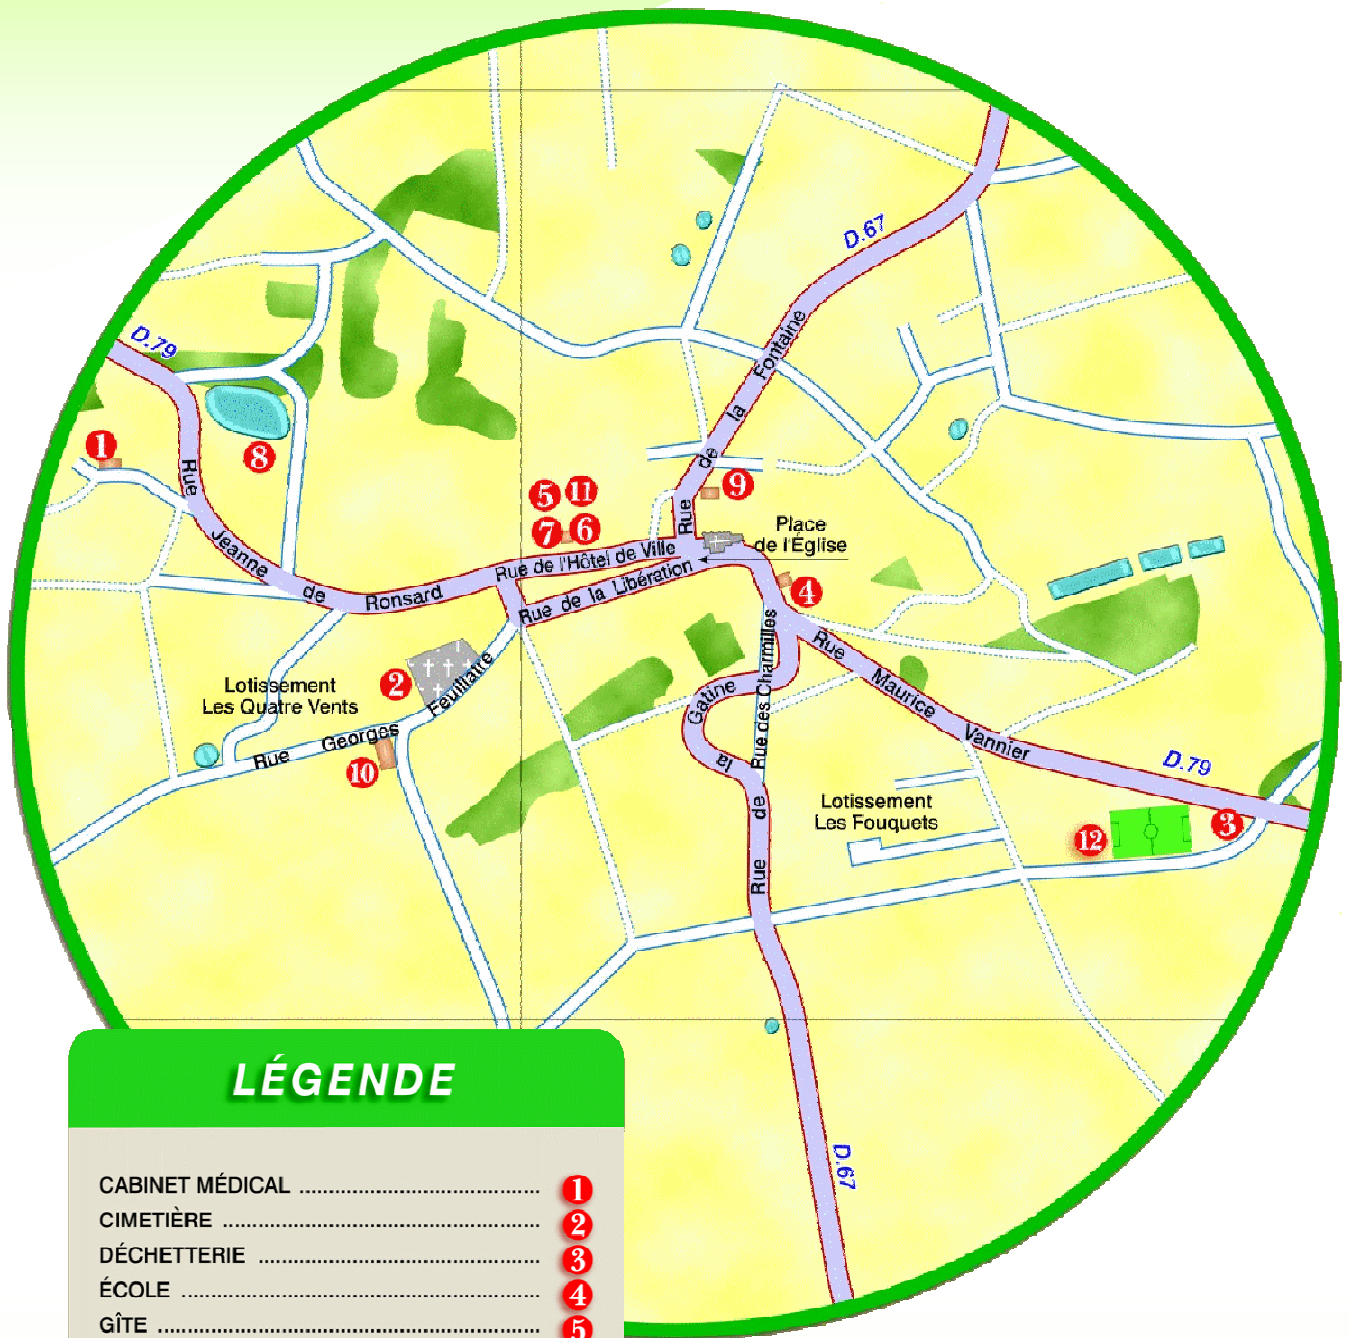 D.67
D.79
Rue de la Fontaine
1
8
5
11
7
6
9
Place
de l'Église
Rue Jeanne de Ronsard
Rue de l'Hôtel de Ville
Rue de la Libération
4
2
Lotissement
Les Quatre Vents
Rue Georges Feuillatre
10
Rue des Charmilles
Rue de la Gatine
Rue Maurice Vannier
D.79
Lotissement
Les Fouquets
12
3
D.67
LÉGENDE
CABINET MÉDICAL ........................................ 1
CIMETIÈRE ..................................................... 2
DÉCHETTERIE ............................................... 3
ÉCOLE ............................................................ 4
GÎTE ................................................................ 5